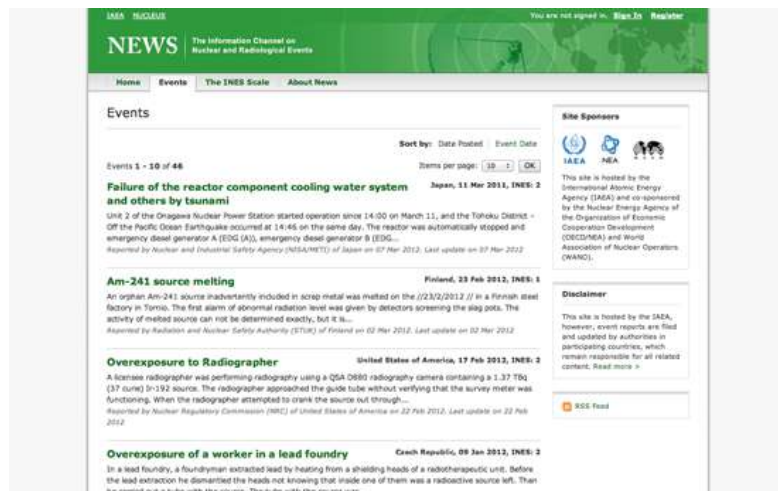 IAEA NUCLEUS
You are not signed in. Sign In Register
NEWS The Information Channel on
Nuclear and Radiological Events
Home Events The INES Scale About News
Events
Sort by: Date Posted Event Date
Events 1 - 10 of 46
Items per page: 10 OK
Failure of the reactor component cooling water system
and others by tsunami
Japan, 11 Mar 2011, INES: 2
Unit 2 of the Onagawa Nuclear Power Station started operation since 14:00 on March 11, and the Tohoku District -
Off the Pacific Ocean Earthquake occurred at 14:46 on the same day. The reactor was automatically stopped and
emergency diesel generator A (EDG (A)), emergency diesel generator B (EDG...
Reported by Nuclear and Industrial Safety Agency (NISA/METI) of Japan on 07 Mar 2012. Last update on 07 Mar 2012
Am-241 source melting
Finland, 23 Feb 2012, INES: 1
An orphan Am-241 source inadvertantly included in scrap metal was melted on the //23/2/2012 // in a Finnish steel
factory in Tornio. The first alarm of abnormal radiation level was given by detectors screening the slag pots. The
activity of melted source can not be determined exactly, but it is...
Reported by Radiation and Nuclear Safety Authority (STUK) of Finland on 02 Mar 2012. Last update on 02 Mar 2012
Overexposure to Radiographer
United States of America, 17 Feb 2012, INES: 2
A licensee radiographer was performing radiography using a QSA D880 radiography camera containing a 1.37 TBq
(37 curie) Ir-192 source. The radiographer approached the guide tube without verifying that the survey meter was
functioning. When the radiographer attempted to crank the source out through...
Reported by Nuclear Regulatory Commission (NRC) of United States of America on 22 Feb 2012. Last update on 22 Feb
2012
Overexposure of a worker in a lead foundry
Czech Republic, 09 Jan 2012, INES: 2
In a lead foundry, a foundryman extracted lead by heating from a shielding heads of a radiotherapeutic unit. Before
the lead extraction he dismantled the heads not knowing that inside one of them was a radioactive source left. Than
Site Sponsors
IAEA NEA
This site is hosted by the
International Atomic Energy
Agency (IAEA) and co-sponsored
by the Nuclear Energy Agency of
the Organization of Economic
Cooperation Development
(OECD/NEA) and World
Association of Nuclear Operators
(WANO).
Disclaimer
This site is hosted by the IAEA,
however, event reports are filed
and updated by authorities in
participating countries, which
remain responsible for all related
content. Read more >
RSS Feed